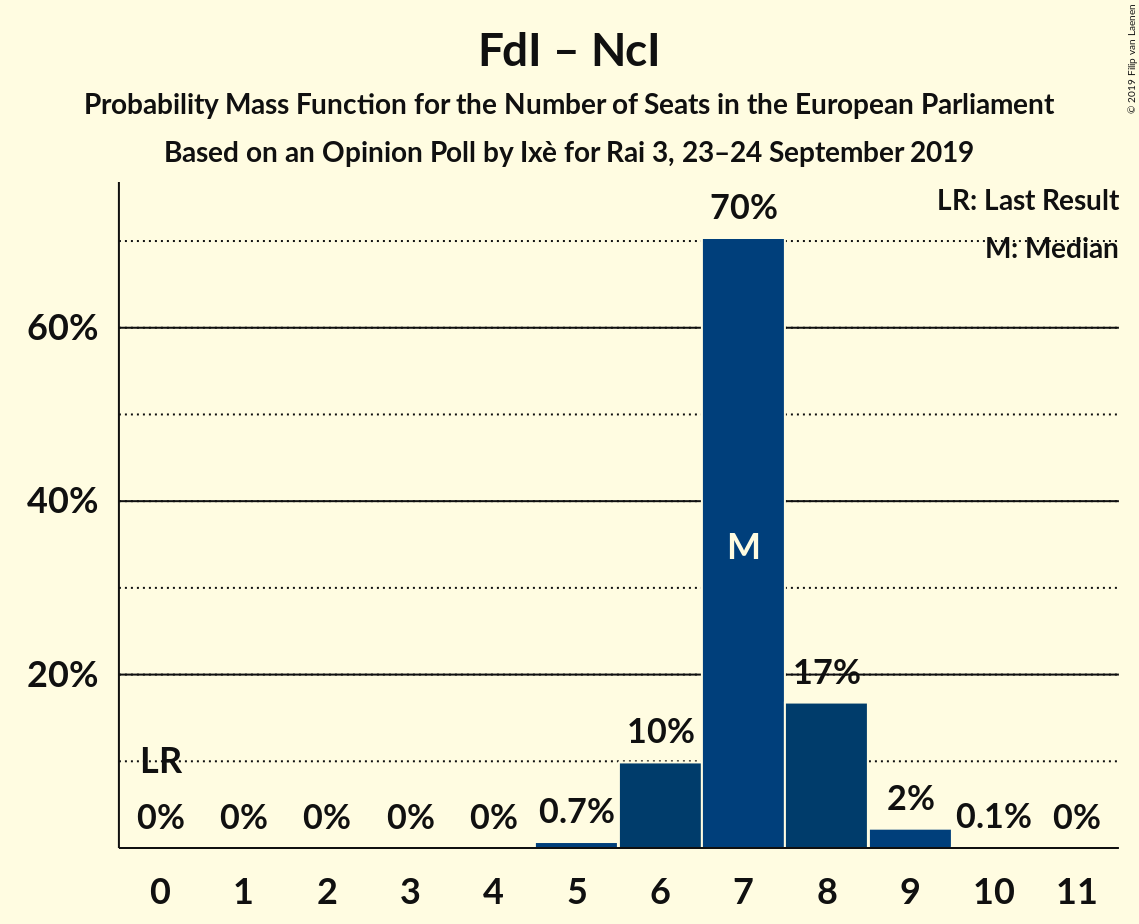 FdI – NcI
Probability Mass Function for the Number of Seats in the European Parliament
Based on an Opinion Poll by Ixè for Rai 3, 23–24 September 2019
© 2019 Filip van Laenen
LR: Last Result
M: Median
70%
60%
40%
M
20%
17%
10%
LR
0%
0%
0%
0%
0%
0.7%
2%
0.1%
0%
0 1 2 3 4 5 6 7 8 9 10 11